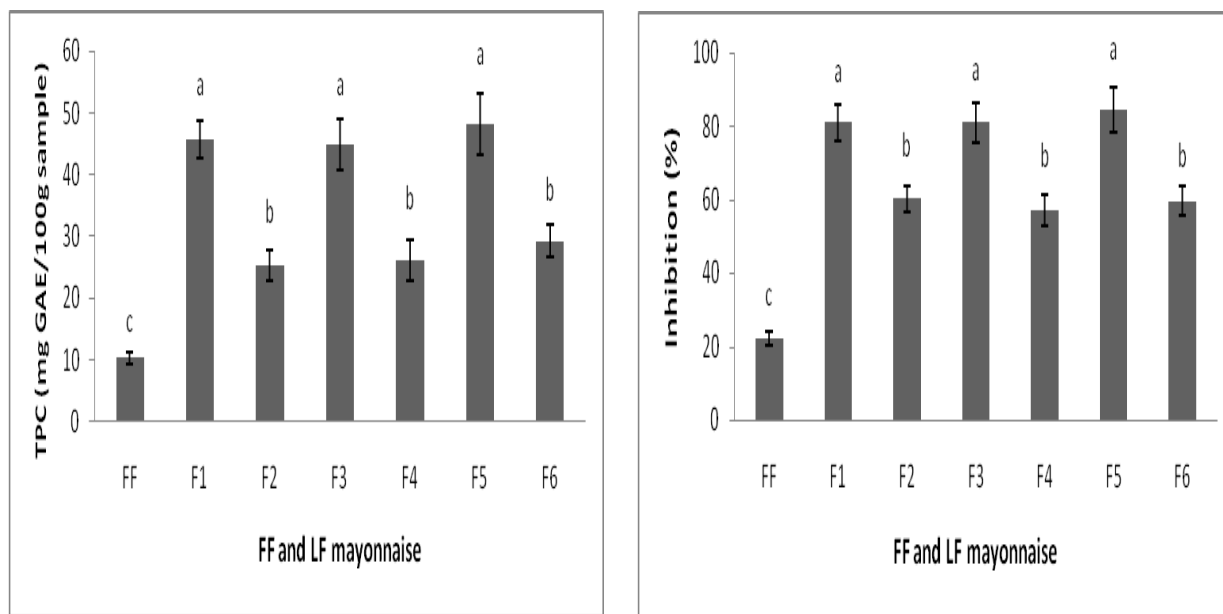 TPC (mg GAE/100g sample)
60
50
40
30
20
10
0
c
a
b
a
b
a
b
FF F1 F2 F3 F4 F5 F6
FF and LF mayonnaise
Inhibition (%)
100
80
60
40
20
0
c
a
b
a
b
a
b
FF F1 F2 F3 F4 F5 F6
FF and LF mayonnaise